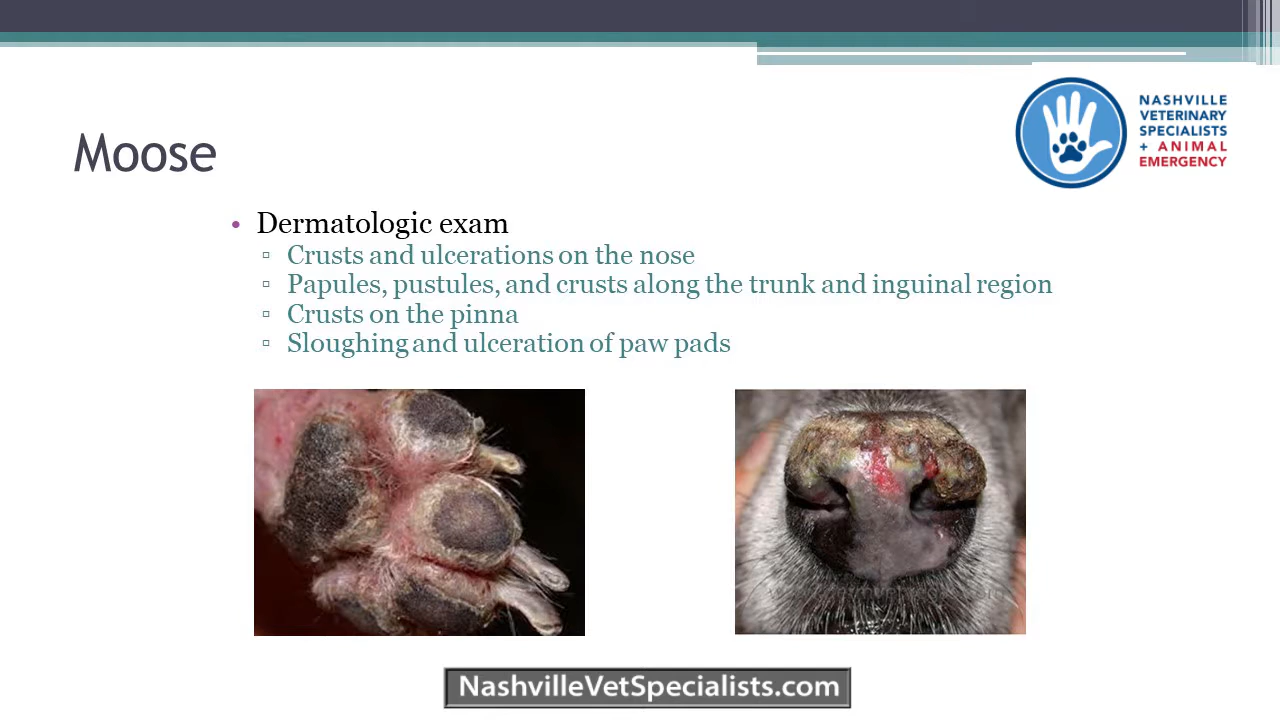 NASHVILLE
VETERINARY
SPECIALISTS
+ ANIMAL
EMERGENCY
Moose
• Dermatologic exam
▫ Crusts and ulcerations on the nose
▫ Papules, pustules, and crusts along the trunk and inguinal region
▫ Crusts on the pinna
▫ Sloughing and ulceration of paw pads
NashvilleVetSpecialists.com